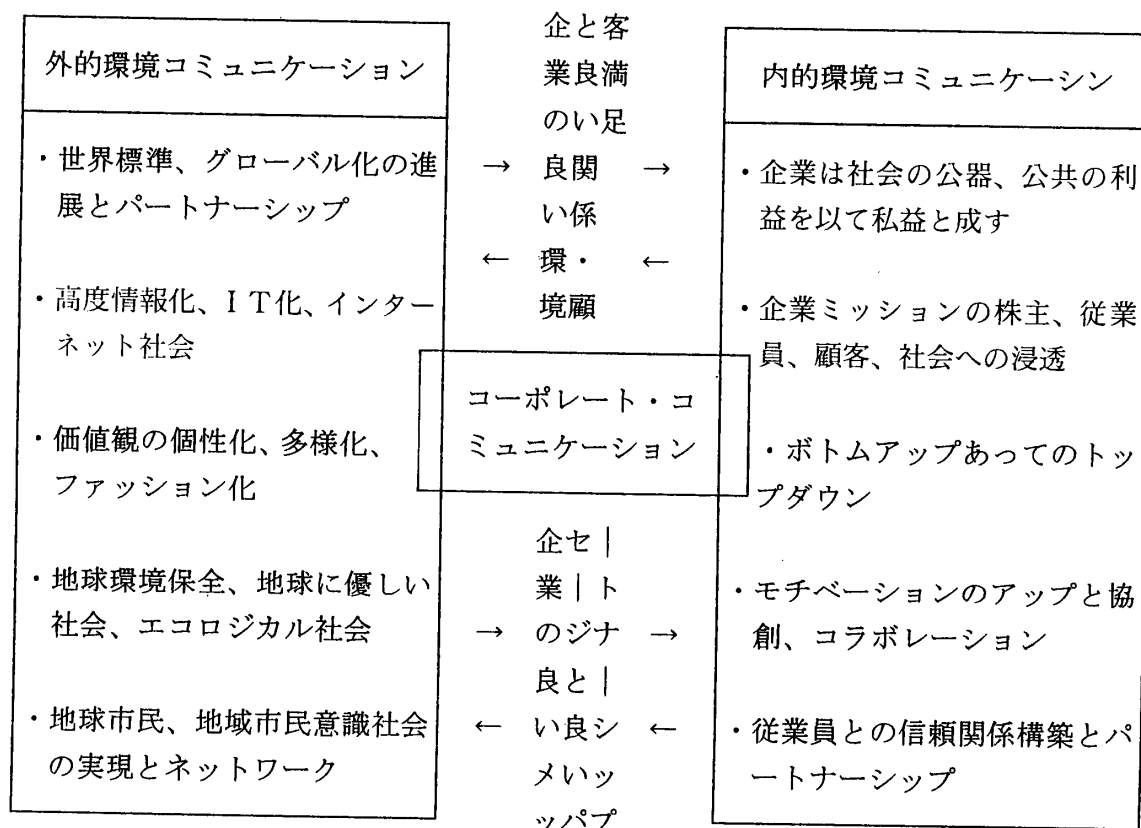 外的環境コミュニケーション
・世界標準、グローバル化の進
展とパートナーシップ
・高度情報化、ＩＴ化、インター
ネット社会
・価値観の個性化、多様化、
ファッション化
・地球環境保全、地球に優しい
社会、エコロジカル社会
・地球市民、地域市民意識社会
の実現とネットワーク
企業の良い環境
と良い関係・顧
客満足
→ →
← ←
コーポレート・コ
ミュニケーション
企業の良いメッ
セージと良いパ
ートナーシップ
→ →
← ←
内的環境コミュニケーシン
・企業は社会の公器、公共の利
益を以て私益と成す
・企業ミッションの株主、従業
員、顧客、社会への浸透
・ボトムアップあってのトッ
プダウン
・モチベーションのアップと協
創、コラボレーション
・従業員との信頼関係構築とパ
ートナーシップ